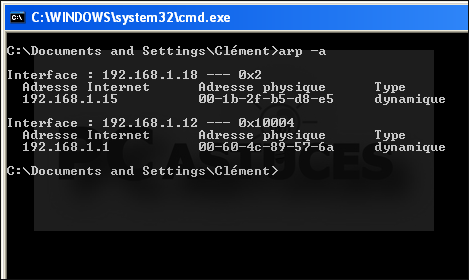 C:\WINDOWS\system32\cmd.exe
C:\Documents and Settings\Clément>arp -a
Interface : 192.168.1.18 --- 0x2
Adresse Internet Adresse physique Type
192.168.1.15 00-1b-2f-b5-d8-e5 dynamique
Interface : 192.168.1.12 --- 0x10004
Adresse Internet Adresse physique Type
192.168.1.1 00-60-4c-89-57-6a dynamique
C:\Documents and Settings\Clément>
PC ASTUCES